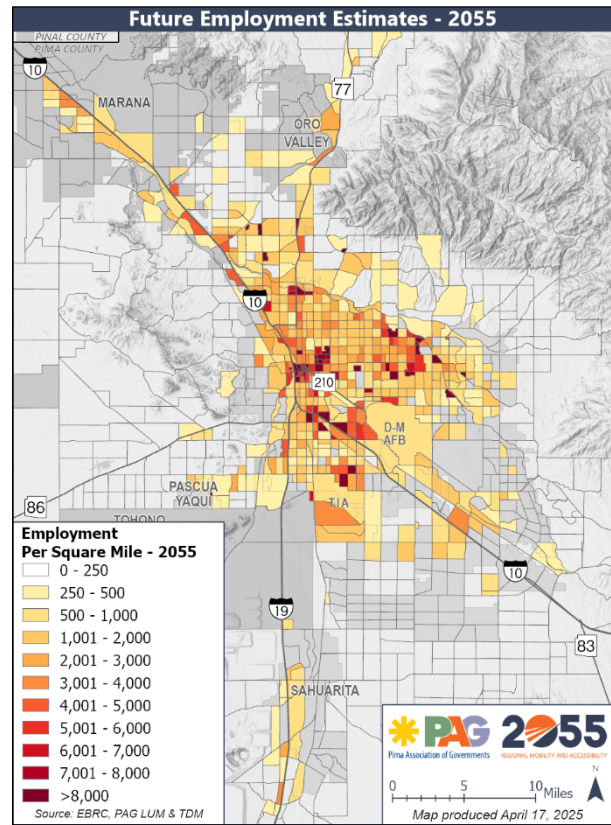 Future Employment Estimates - 2055
PINAL COUNTY
PIMA COUNTY
10
MARANA
77
ORO
VALLEY
10
210
D-M
AFB
PASCUA
YAQUI
TIA
86
TOHONO
10
19
83
SAHUARITA
Employment
Per Square Mile - 2055
0 - 250
250 - 500
500 - 1,000
1,001 - 2,000
2,001 - 3,000
3,001 - 4,000
4,001 - 5,000
5,001 - 6,000
6,001 - 7,000
7,001 - 8,000
>8,000
Source: EBRC, PAG LUM & TDM
PAG
Pima Association of Governments
2055
REGIONAL MOBILITY AND ACCESSIBILITY
N
0 5 10
Miles
Map produced April 17, 2025